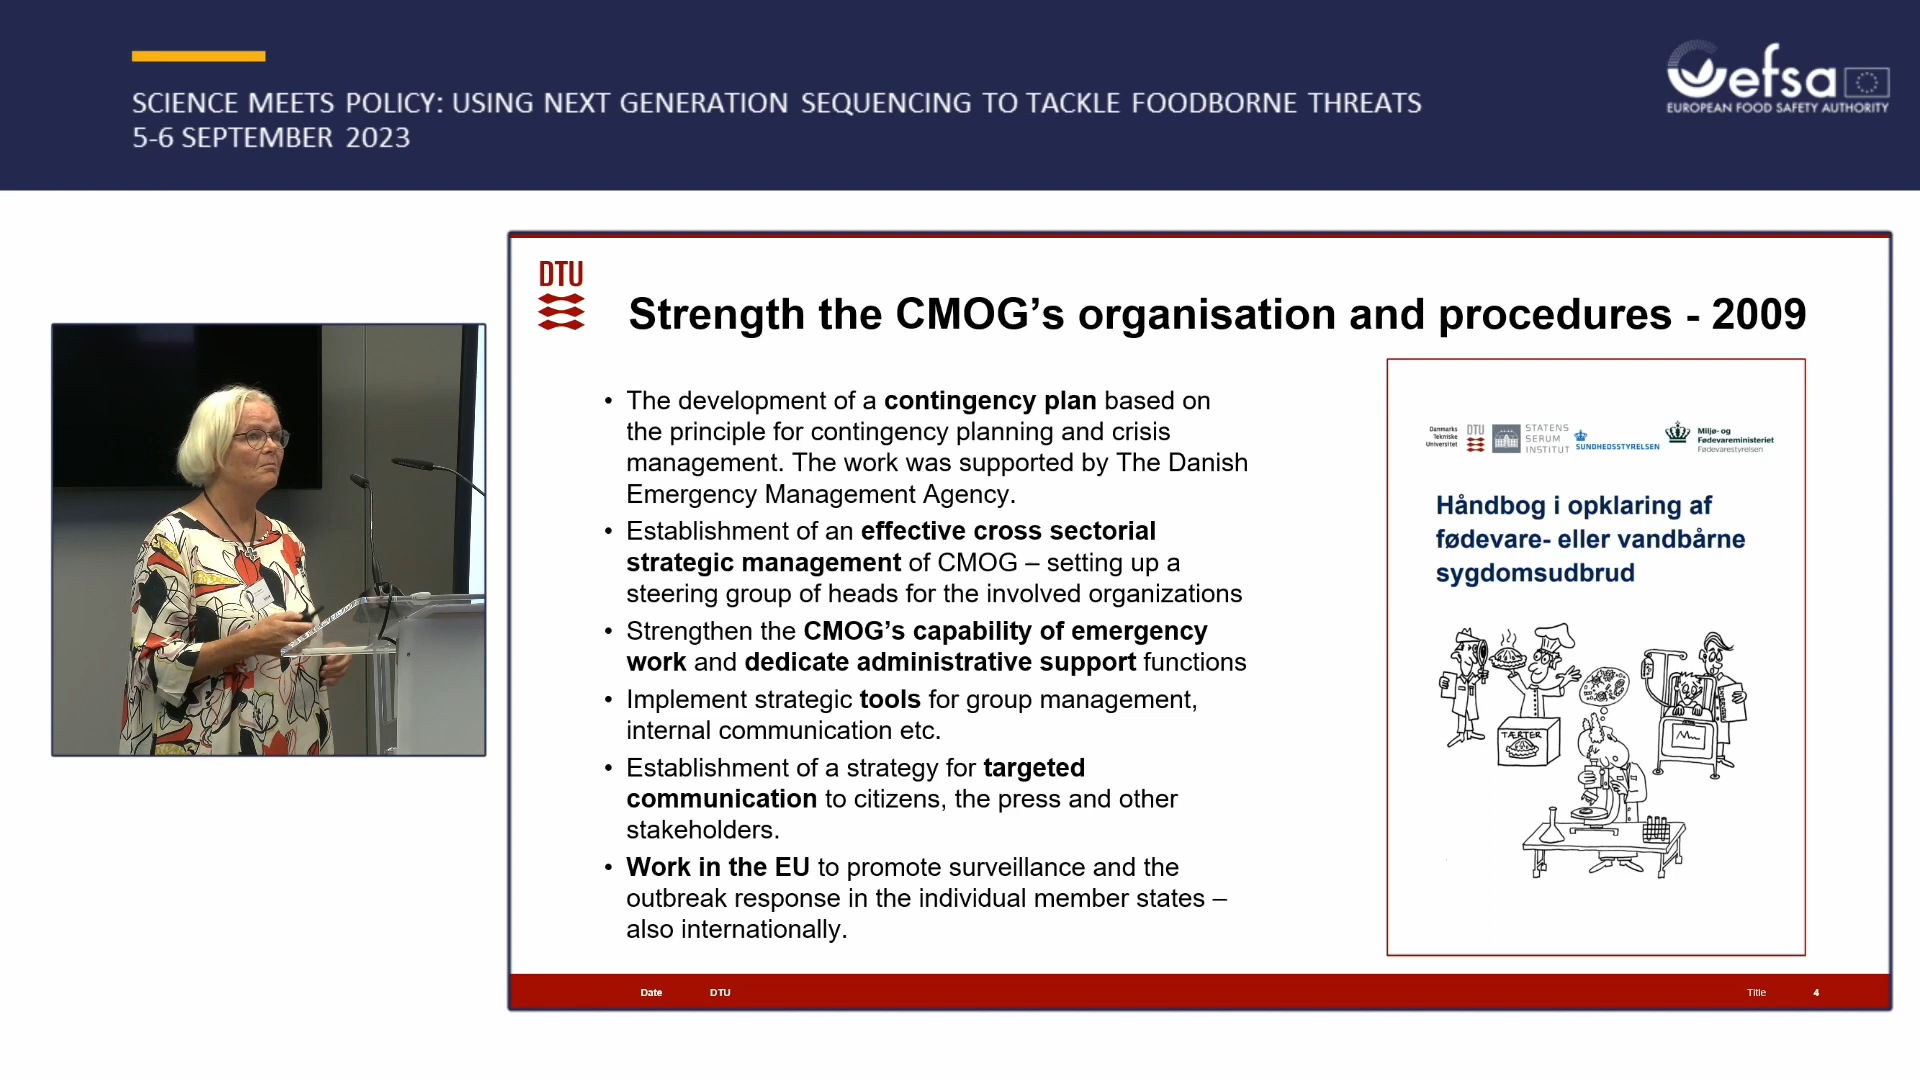 SCIENCE MEETS POLICY: USING NEXT GENERATION SEQUENCING TO TACKLE FOODBORNE THREATS
5-6 SEPTEMBER 2023
efsa
EUROPEAN FOOD SAFETY AUTHORITY
DTU
Strength the CMOG’s organisation and procedures - 2009
• The development of a contingency plan based on
the principle for contingency planning and crisis
management. The work was supported by The Danish
Emergency Management Agency.
• Establishment of an effective cross sectorial
strategic management of CMOG – setting up a
steering group of heads for the involved organizations
• Strengthen the CMOG’s capability of emergency
work and dedicate administrative support functions
• Implement strategic tools for group management,
internal communication etc.
• Establishment of a strategy for targeted
communication to citizens, the press and other
stakeholders.
• Work in the EU to promote surveillance and the
outbreak response in the individual member states –
also internationally.
Danmarks
Tekniske
Universitet
DTU
STATENS
SERUM
INSTITUT
SUNDHEDSSTYRELSEN
Miljø- og
Fødevareministeriet
Fødevarestyrelsen
Håndbog i opklaring af
fødevare- eller vandbårne
sygdomsudbrud
TÆRTER
Date DTU Title 4